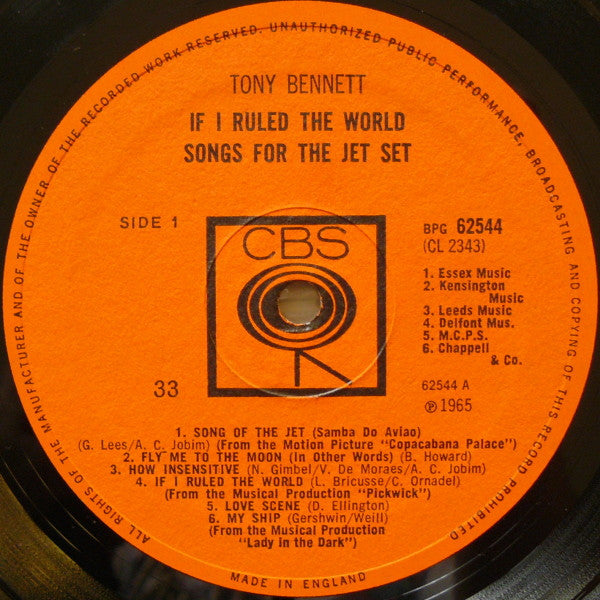 ALL RIGHTS OF THE MANUFACTURER AND OF THE OWNER OF THE RECORDED WORK RESERVED. UNAUTHORIZED PUBLIC PERFORMANCE, BROADCASTING AND COPYING OF THIS RECORD PROHIBITED
TONY BENNETT
IF I RULED THE WORLD
SONGS FOR THE JET SET
SIDE 1
CBS
BPG 62544
(CL 2343)
1. Essex Music
2. Kensington
Music
3. Leeds Music
4. Delfont Mus.
5. M.C.P.S.
6. Chappell
& Co.
33
62544 A
℗ 1965
1. SONG OF THE JET (Samba Do Aviao)
(G. Lees/A. C. Jobim) (From the Motion Picture "Copacabana Palace")
2. FLY ME TO THE MOON (In Other Words) (B. Howard)
3. HOW INSENSITIVE (N. Gimbel/V. De Moraes/A. C. Jobim)
4. IF I RULED THE WORLD (L. Bricusse/C. Ornadel)
(From the Musical Production "Pickwick")
5. LOVE SCENE (D. Ellington)
6. MY SHIP (Gershwin/Weill)
(From the Musical Production
"Lady in the Dark")
MADE IN ENGLAND